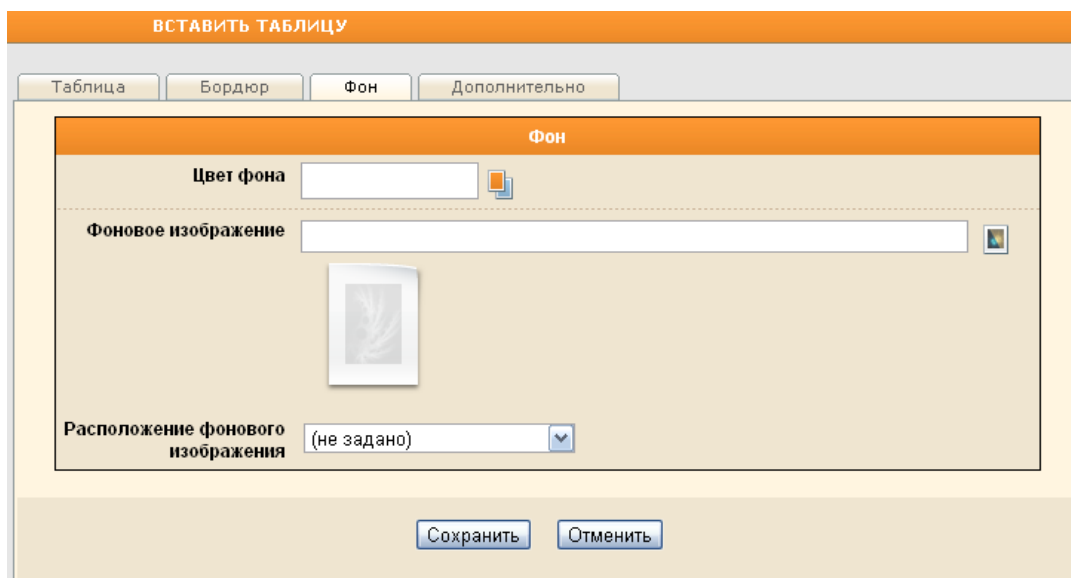 ВСТАВИТЬ ТАБЛИЦУ
Таблица Бордюр Фон Дополнительно
Фон
Цвет фона
Фоновое изображение
Расположение фонового
изображения
(не задано)
Сохранить Отменить